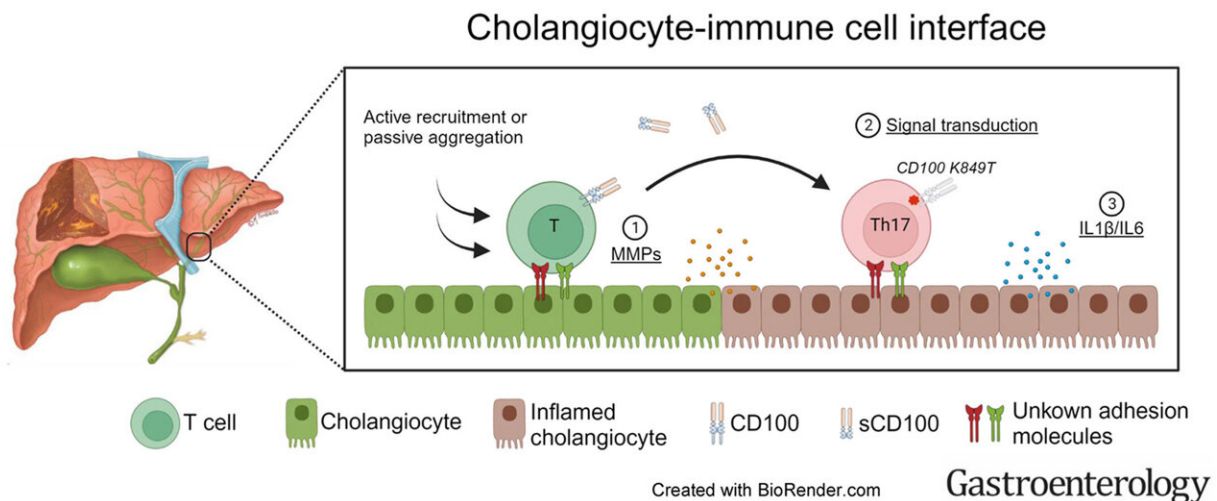 Cholangiocyte-immune cell interface
Active recruitment or
passive aggregation
2 Signal transduction
CD100 K849T
T
1
MMPs
Th17
3
IL1β/IL6
T cell
Cholangiocyte
Inflamed
cholangiocyte
CD100
sCD100
Unkown adhesion
molecules
Created with BioRender.com
Gastroenterology